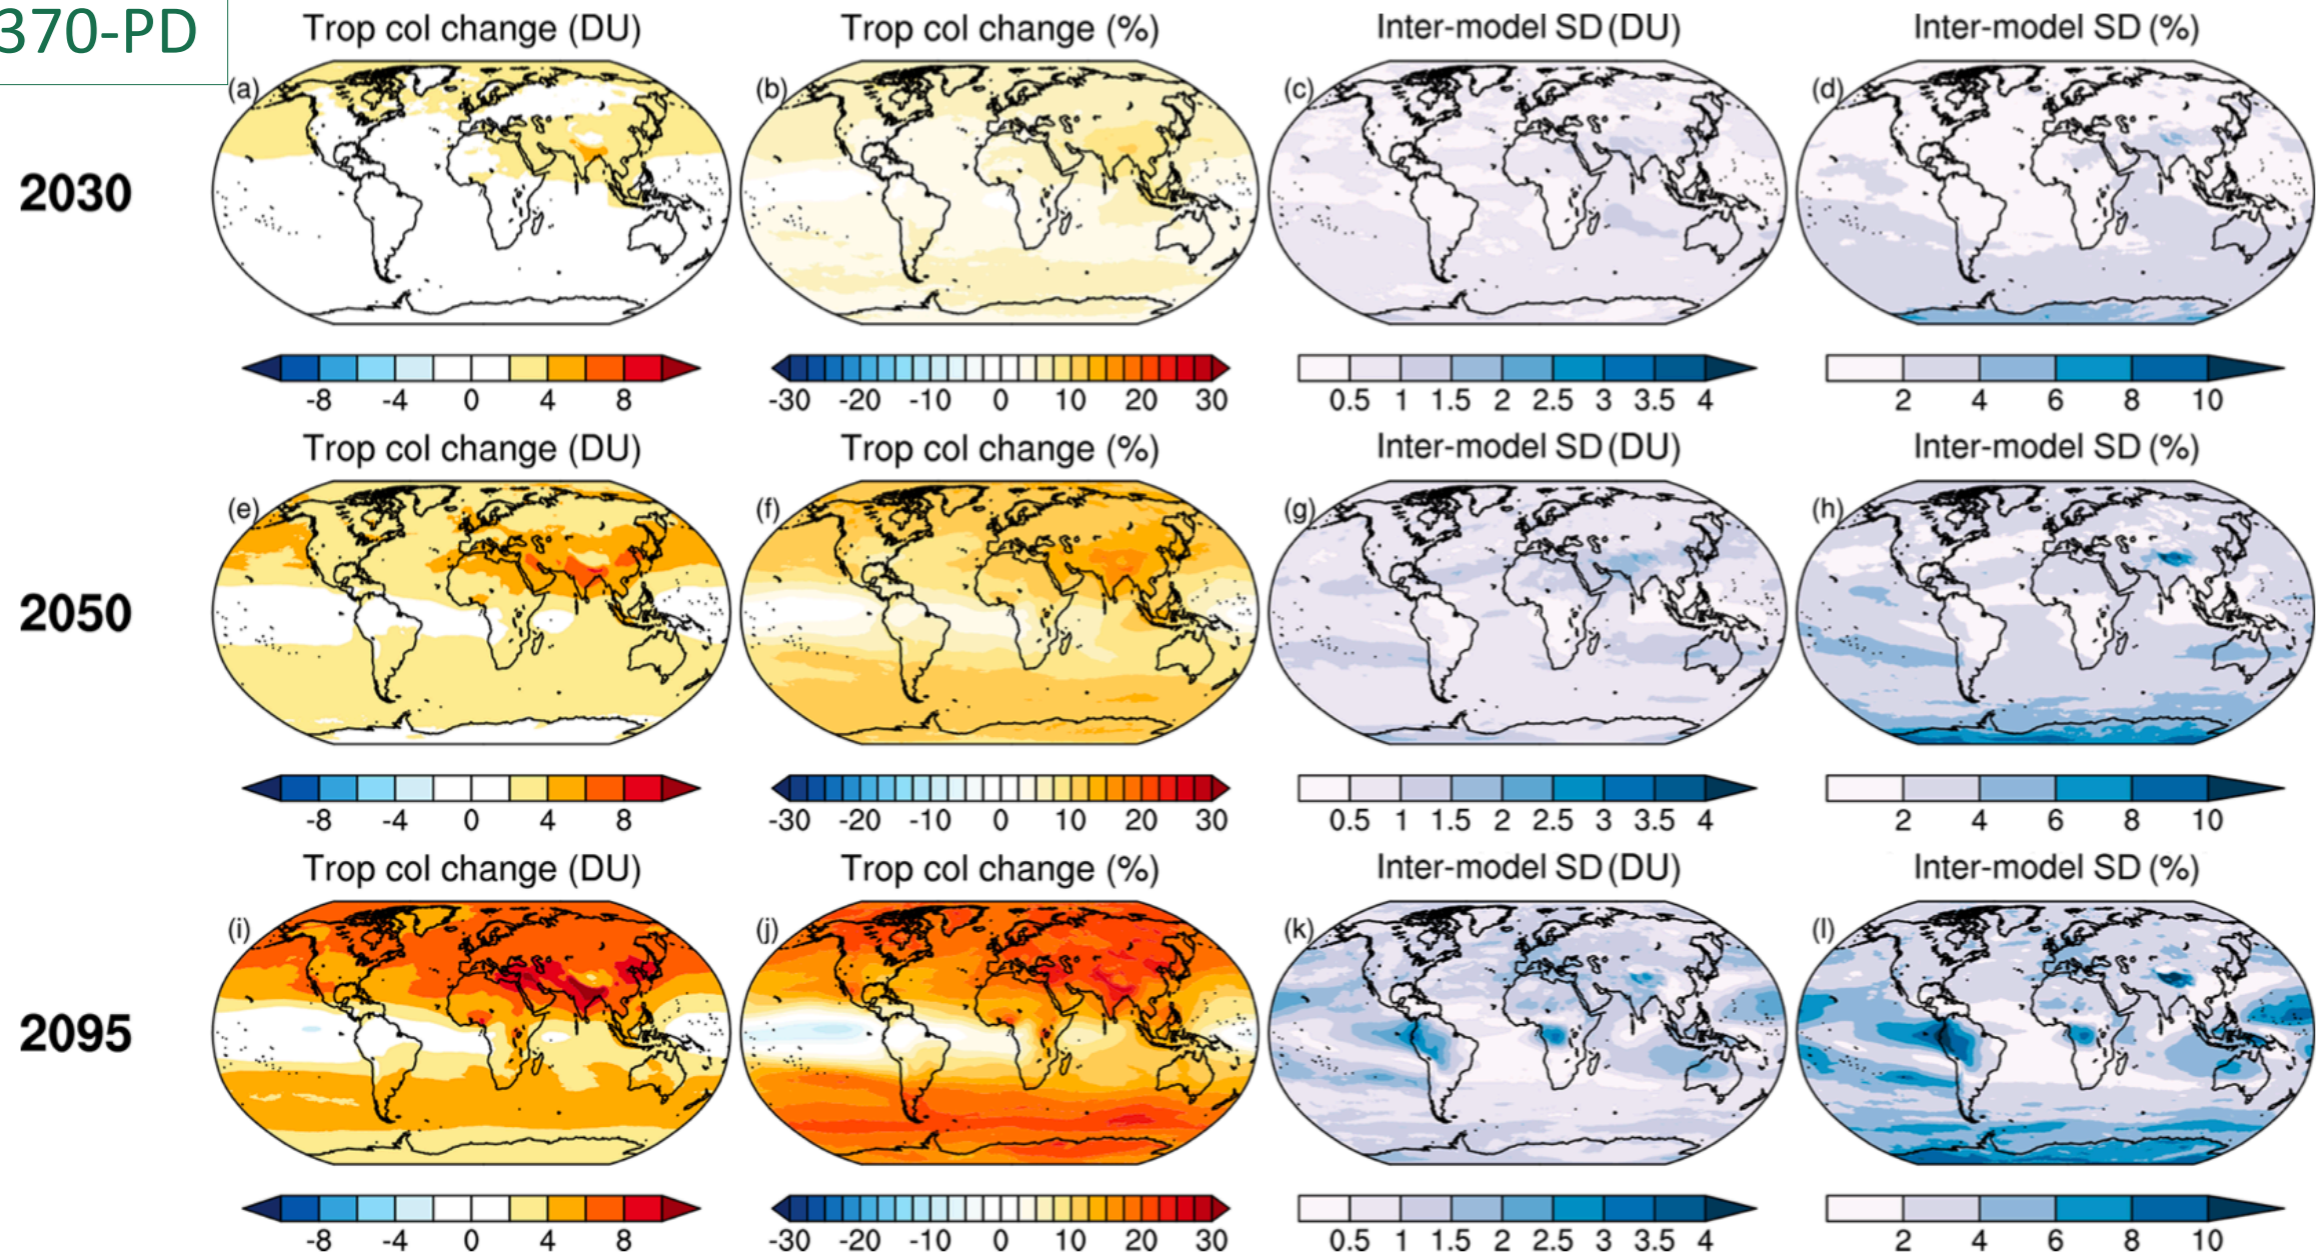 370-PD
Trop col change (DU) Trop col change (%) Inter-model SD (DU) Inter-model SD (%)
(a) (b) (c) (d)
2030
-8 -4 0 4 8 -30 -20 -10 0 10 20 30 0.5 1 1.5 2 2.5 3 3.5 4 2 4 6 8 10
Trop col change (DU) Trop col change (%) Inter-model SD (DU) Inter-model SD (%)
(e) (f) (g) (h)
2050
-8 -4 0 4 8 -30 -20 -10 0 10 20 30 0.5 1 1.5 2 2.5 3 3.5 4 2 4 6 8 10
Trop col change (DU) Trop col change (%) Inter-model SD (DU) Inter-model SD (%)
(i) (j) (k) (l)
2095
-8 -4 0 4 8 -30 -20 -10 0 10 20 30 0.5 1 1.5 2 2.5 3 3.5 4 2 4 6 8 10